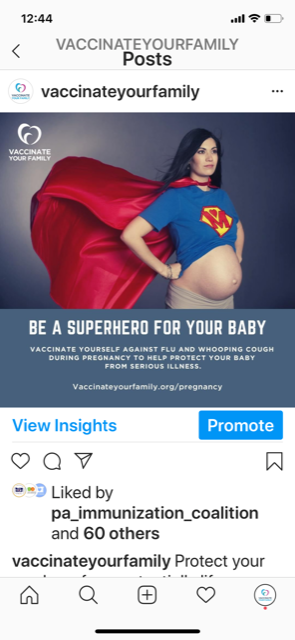 12:44
VACCINATEYOURFAMILY
Posts
vaccinateyourfamily
VACCINATE
YOUR FAMILY
M
BE A SUPERHERO FOR YOUR BABY
VACCINATE YOURSELF AGAINST FLU AND WHOOPING COUGH
DURING PREGNANCY TO HELP PROTECT YOUR BABY
FROM SERIOUS ILLNESS.
Vaccinateyourfamily.org/pregnancy
View Insights
Promote
Liked by
pa_immunization_coalition
and 60 others
vaccinateyourfamily Protect your